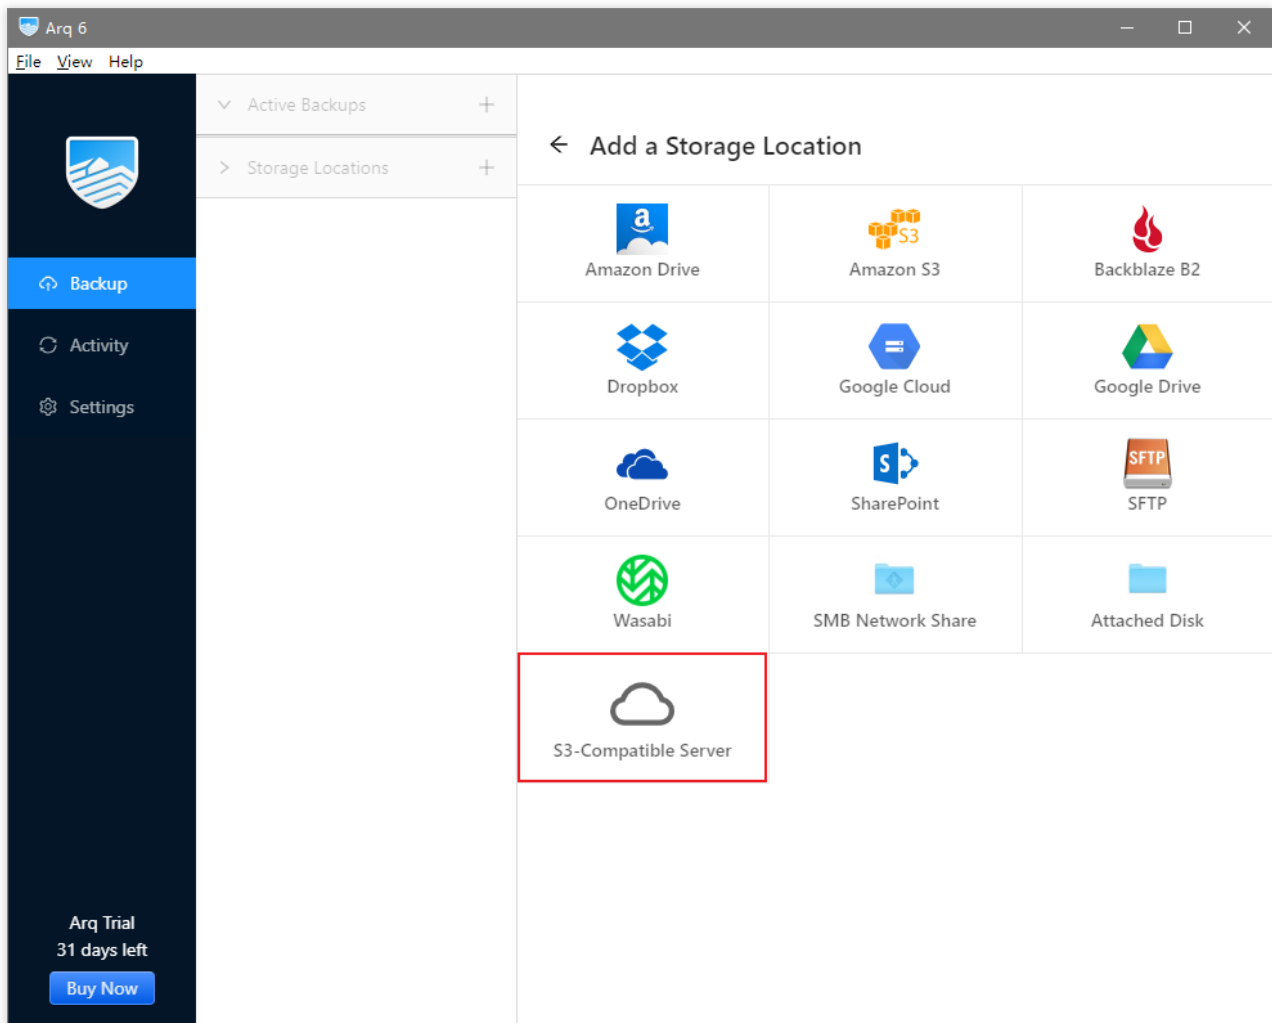 Arq 6
File View Help
Active Backups
Storage Locations
Add a Storage Location
a
Amazon Drive
S3
Amazon S3
Backblaze B2
Dropbox
Google Cloud
Google Drive
OneDrive
S
SharePoint
SFTP
SFTP
Wasabi
SMB Network Share
Attached Disk
S3-Compatible Server
Backup
Activity
Settings
Arq Trial
31 days left
Buy Now